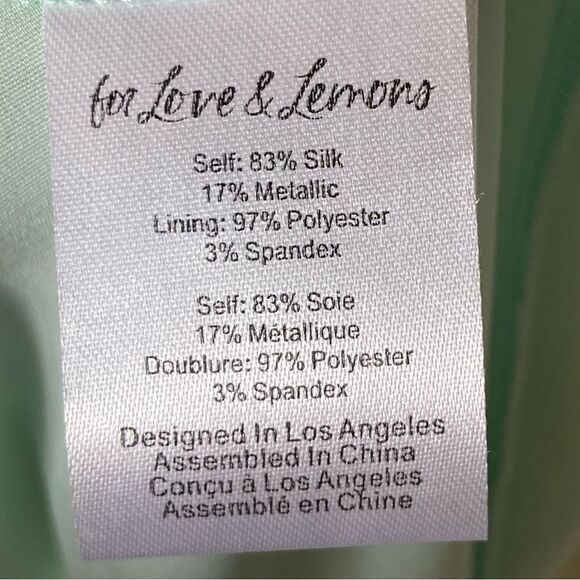 for Love & Lemons
Self: 83% Silk
17% Metallic
Lining: 97% Polyester
3% Spandex
Self: 83% Soie
17% Métallique
Doublure: 97% Polyester
3% Spandex
Designed In Los Angeles
Assembled In China
Conçu à Los Angeles
Assemblé en Chine